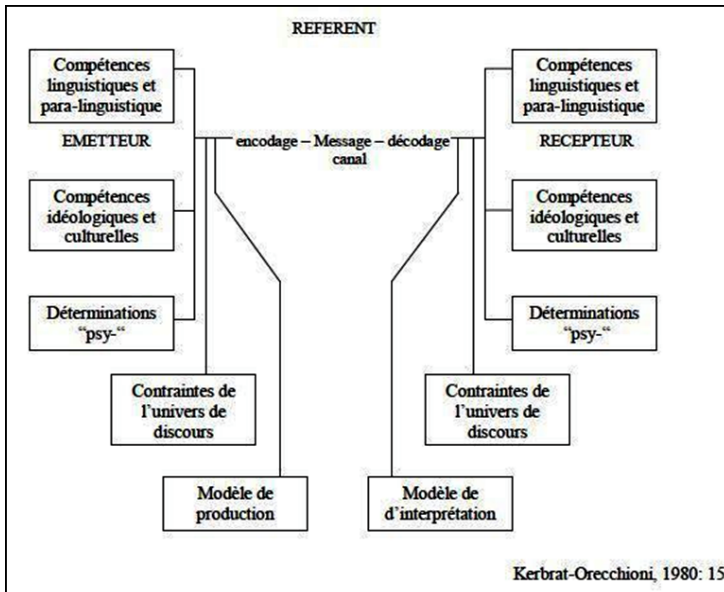 REFERENT
Compétences
linguistiques et
para-linguistique
Compétences
linguistiques et
para-linguistique
EMETTEUR
encodage – Message – décodage
canal
RECEPTEUR
Compétences
idéologiques et
culturelles
Compétences
idéologiques et
culturelles
Déterminations
“psy-“
Déterminations
“psy-“
Contraintes de
l’univers de
discours
Contraintes de
l’univers de
discours
Modèle de
production
Modèle de
d’interprétation
Kerbrat-Orecchioni, 1980: 15